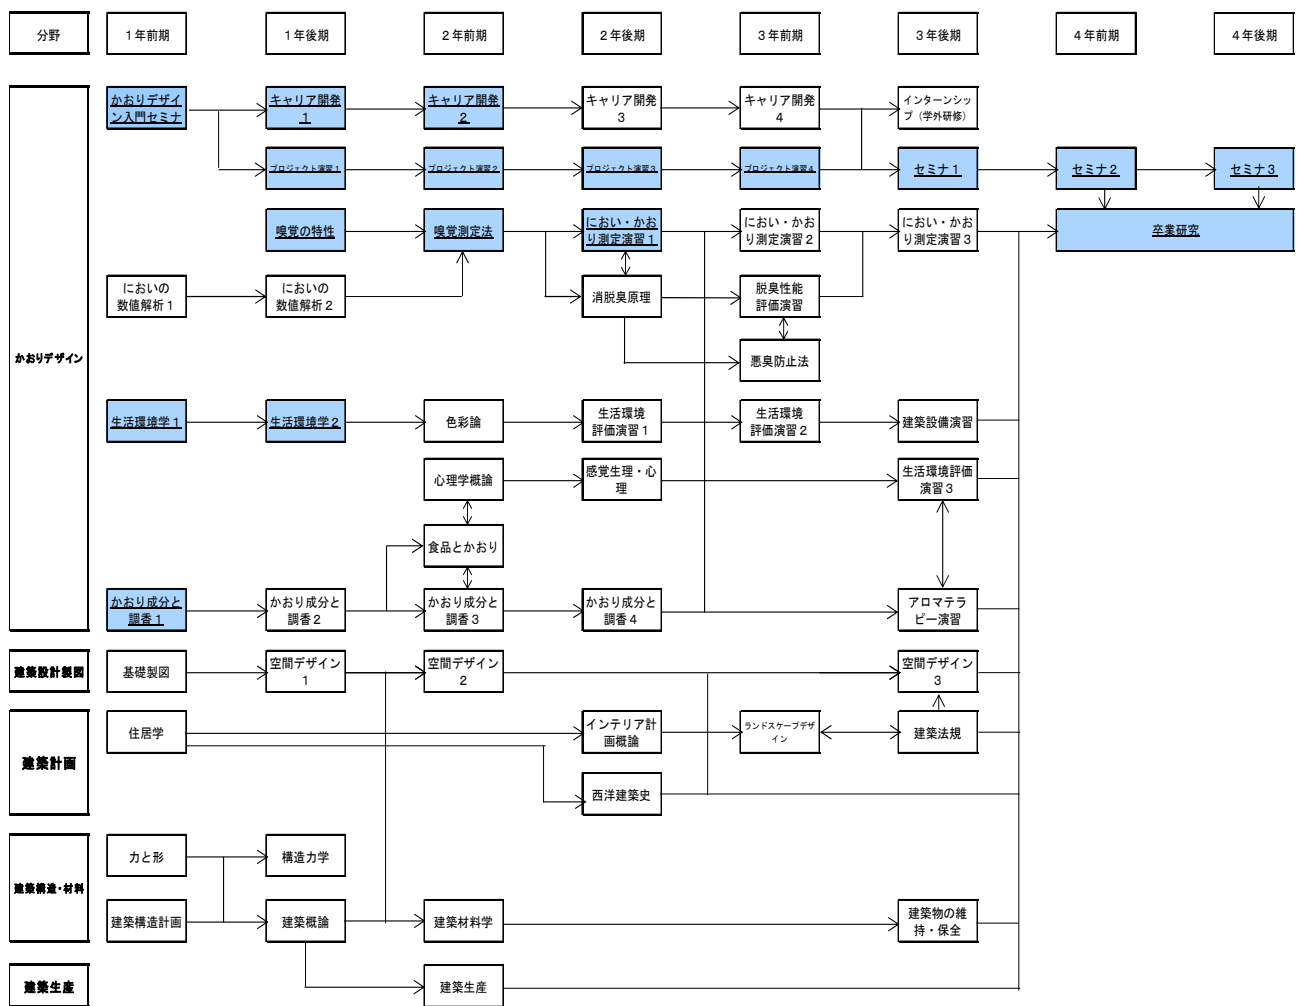 分野
1年前期
1年後期
2年前期
2年後期
3年前期
3年後期
4年前期
4年後期
かおりデザイン
かおりデザイ
ン入門セミナ
キャリア開発
1
キャリア開発
2
キャリア開発
3
キャリア開発
4
インターンシッ
プ（学外研修）
プロジェクト演習1
プロジェクト演習2
プロジェクト演習3
プロジェクト演習4
セミナ1
セミナ2
セミナ3
嗅覚の特性
嗅覚測定法
におい・かお
り測定演習1
におい・かお
り測定演習2
におい・かお
り測定演習3
卒業研究
においの
数値解析1
においの
数値解析2
消脱臭原理
脱臭性能
評価演習
悪臭防止法
生活環境学1
生活環境学2
色彩論
生活環境
評価演習1
生活環境
評価演習2
建築設備演習
心理学概論
感覚生理・心
理
生活環境評価
演習3
食品とかおり
かおり成分と
調香1
かおり成分と
調香2
かおり成分と
調香3
かおり成分と
調香4
アロマテラ
ピー演習
建築設計製図
基礎製図
空間デザイン
1
空間デザイン
2
空間デザイン
3
建築計画
住居学
インテリア計
画概論
ランドスケープデザ
イン
建築法規
西洋建築史
建築構造・材料
力と形
構造力学
建築構造計画
建築概論
建築材料学
建築物の維
持・保全
建築生産
建築生産